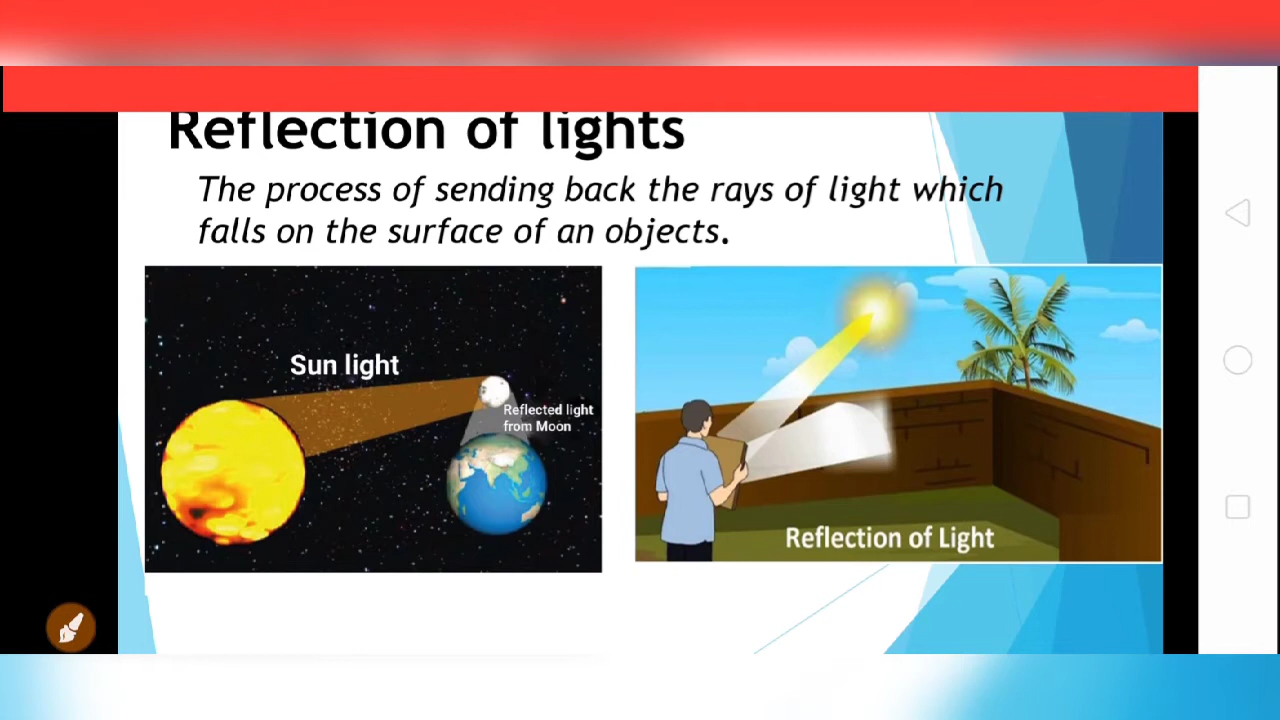 Reflection of lights
The process of sending back the rays of light which
falls on the surface of an objects.
Sun light
Reflected light
from Moon
Reflection of Light